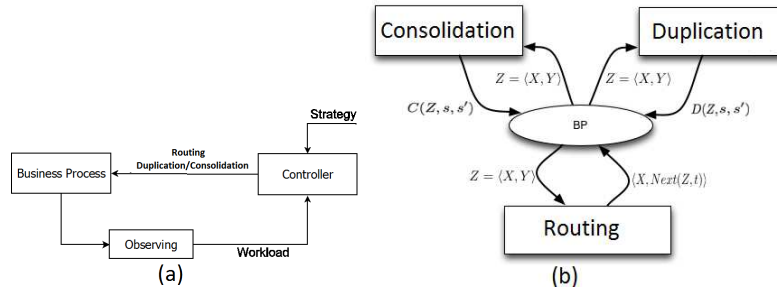 Strategy
Routing
Duplication/Consolidation
Business Process
Controller
Observing
Workload
(a)
Consolidation
Duplication
Z = ⟨X, Y⟩
Z = ⟨X, Y⟩
C(Z, s, s′)
D(Z, s, s′)
BP
Z = ⟨X, Y⟩
⟨X, Next(Z, t)⟩
Routing
(b)